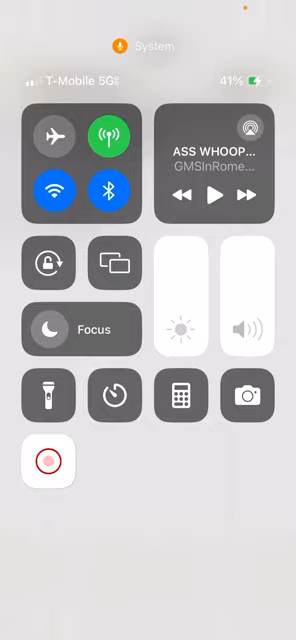 System
T-Mobile 5G
41%
ASS WHOOP...
GMSInRome...
Focus